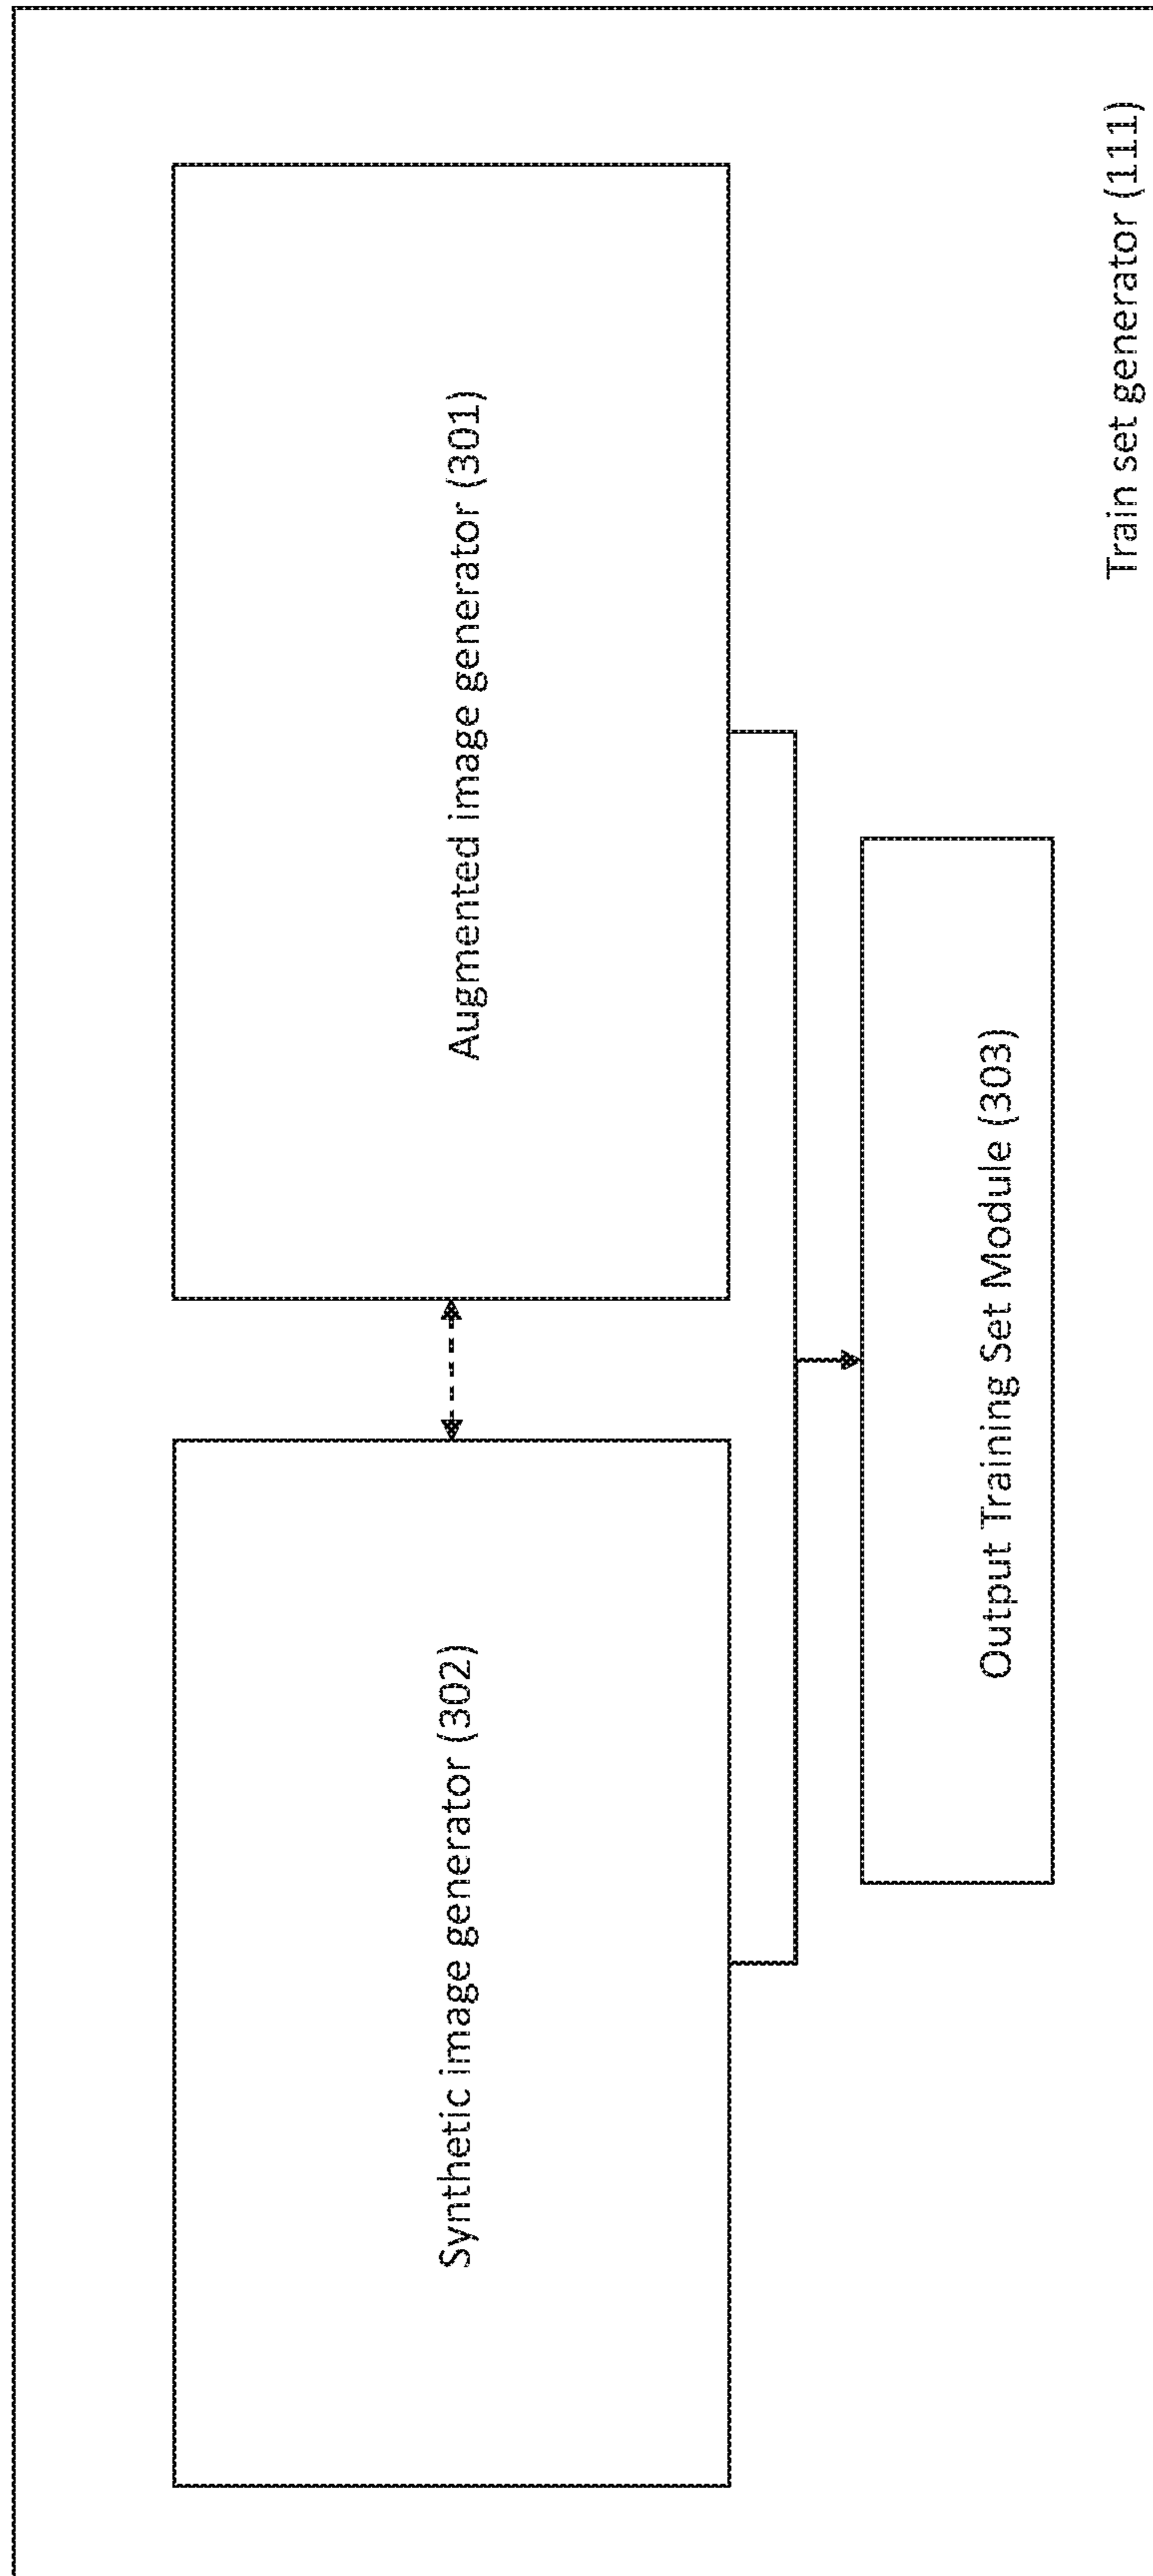 Synthetic image generator (302)
Augmented image generator (301)
Output Training Set Module (303)
Train set generator (111)